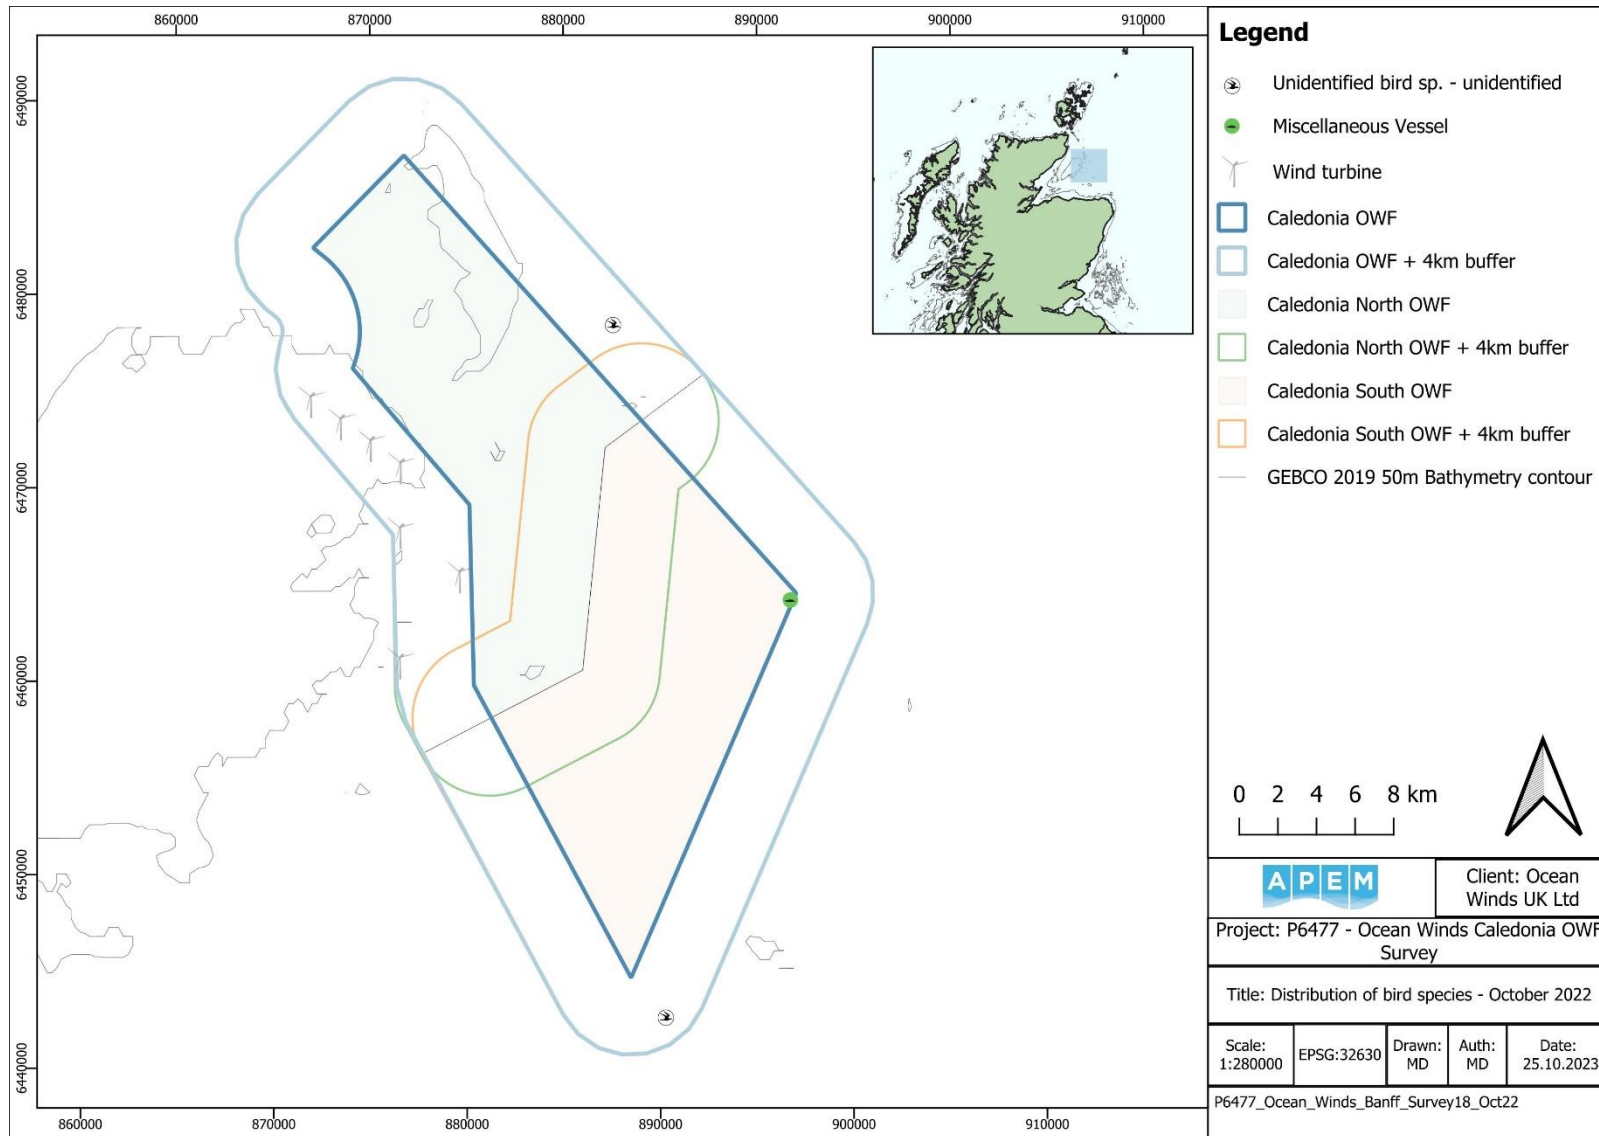 860000 870000 880000 890000 900000 910000
6490000
6480000
6470000
6460000
6450000
6440000
860000 870000 880000 890000 900000 910000
Legend
Unidentified bird sp. - unidentified
Miscellaneous Vessel
Wind turbine
Caledonia OWF
Caledonia OWF + 4km buffer
Caledonia North OWF
Caledonia North OWF + 4km buffer
Caledonia South OWF
Caledonia South OWF + 4km buffer
GEBCO 2019 50m Bathymetry contour
0 2 4 6 8 km
APEM
Client: Ocean
Winds UK Ltd
Project: P6477 - Ocean Winds Caledonia OWF
Survey
Title: Distribution of bird species - October 2022
Scale:
1:280000
EPSG:32630
Drawn:
MD
Auth:
MD
Date:
25.10.2023
P6477_Ocean_Winds_Banff_Survey18_Oct22